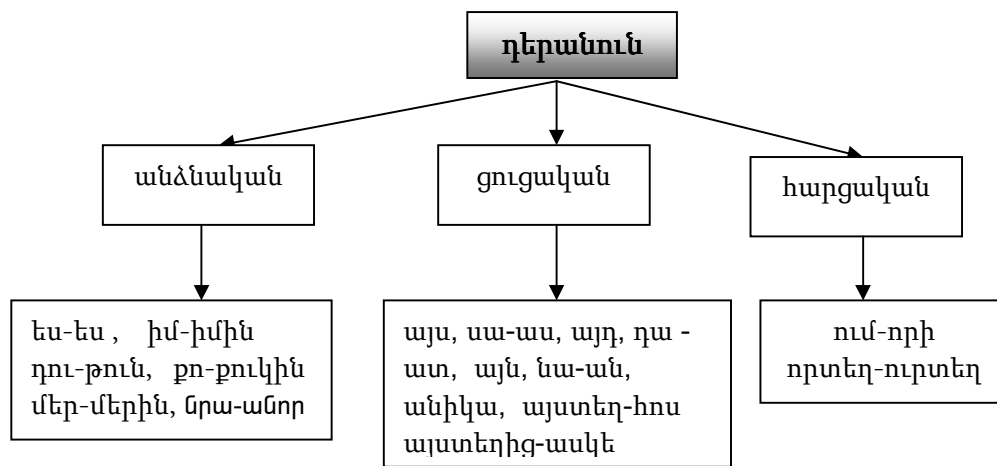 դերանուն
անձնական
ցուցական
հարցական
ես-ես , իմ-իմին
դու-թուն, քո-քուկին
մեր-մերին, նրա-անոր
այս, սա-աս, այդ, դա -
ատ, այն, նա-ան,
անիկա, այստեղ-հոս
այստեղից-ասկե
ում-որի
որտեղ-ուրտեղ